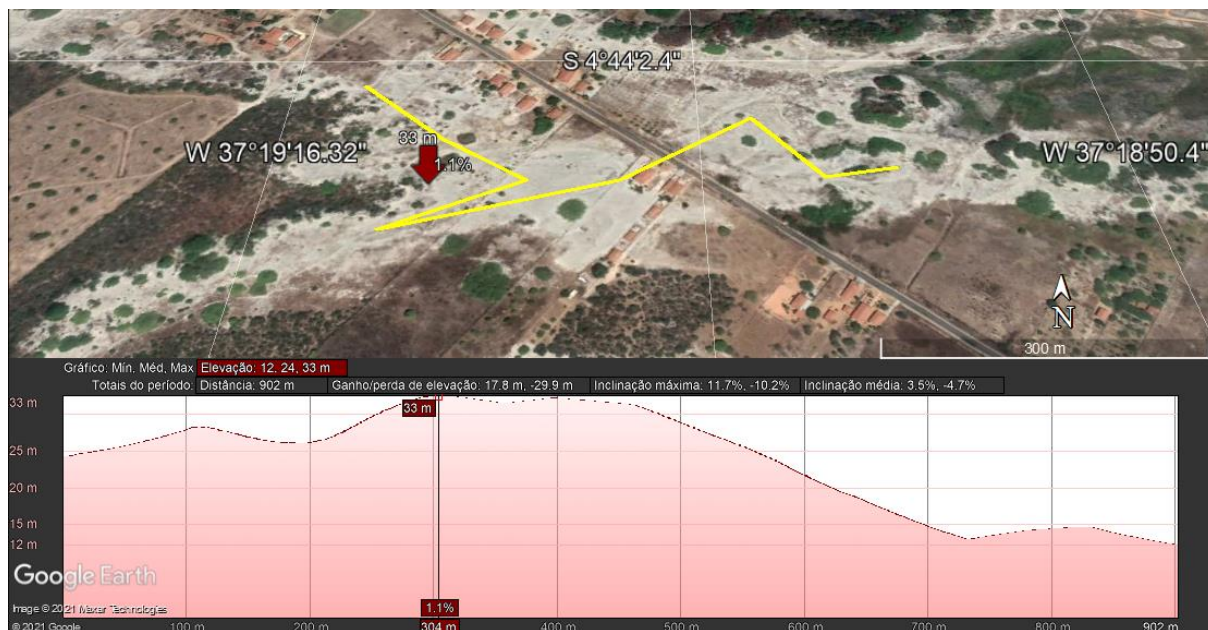 S 4°44'2.4"
33 m
W 37°19'16.32"
1.1%
W 37°18'50.4"
N
300 m
Gráfico: Mín, Méd, Max Elevação: 12, 24, 33 m
Totais do período: Distância: 902 m Ganho/perda de elevação: 17.8 m, -29.9 m Inclinação máxima: 11.7%, -10.2% Inclinação média: 3.5%, -4.7%
33 m
33 m
25 m
20 m
15 m
12 m
Google Earth
Image © 2021 Maxar Technologies
1.1%
© 2021 Google 100 m 200 m 304 m 400 m 500 m 600 m 700 m 800 m 902 m